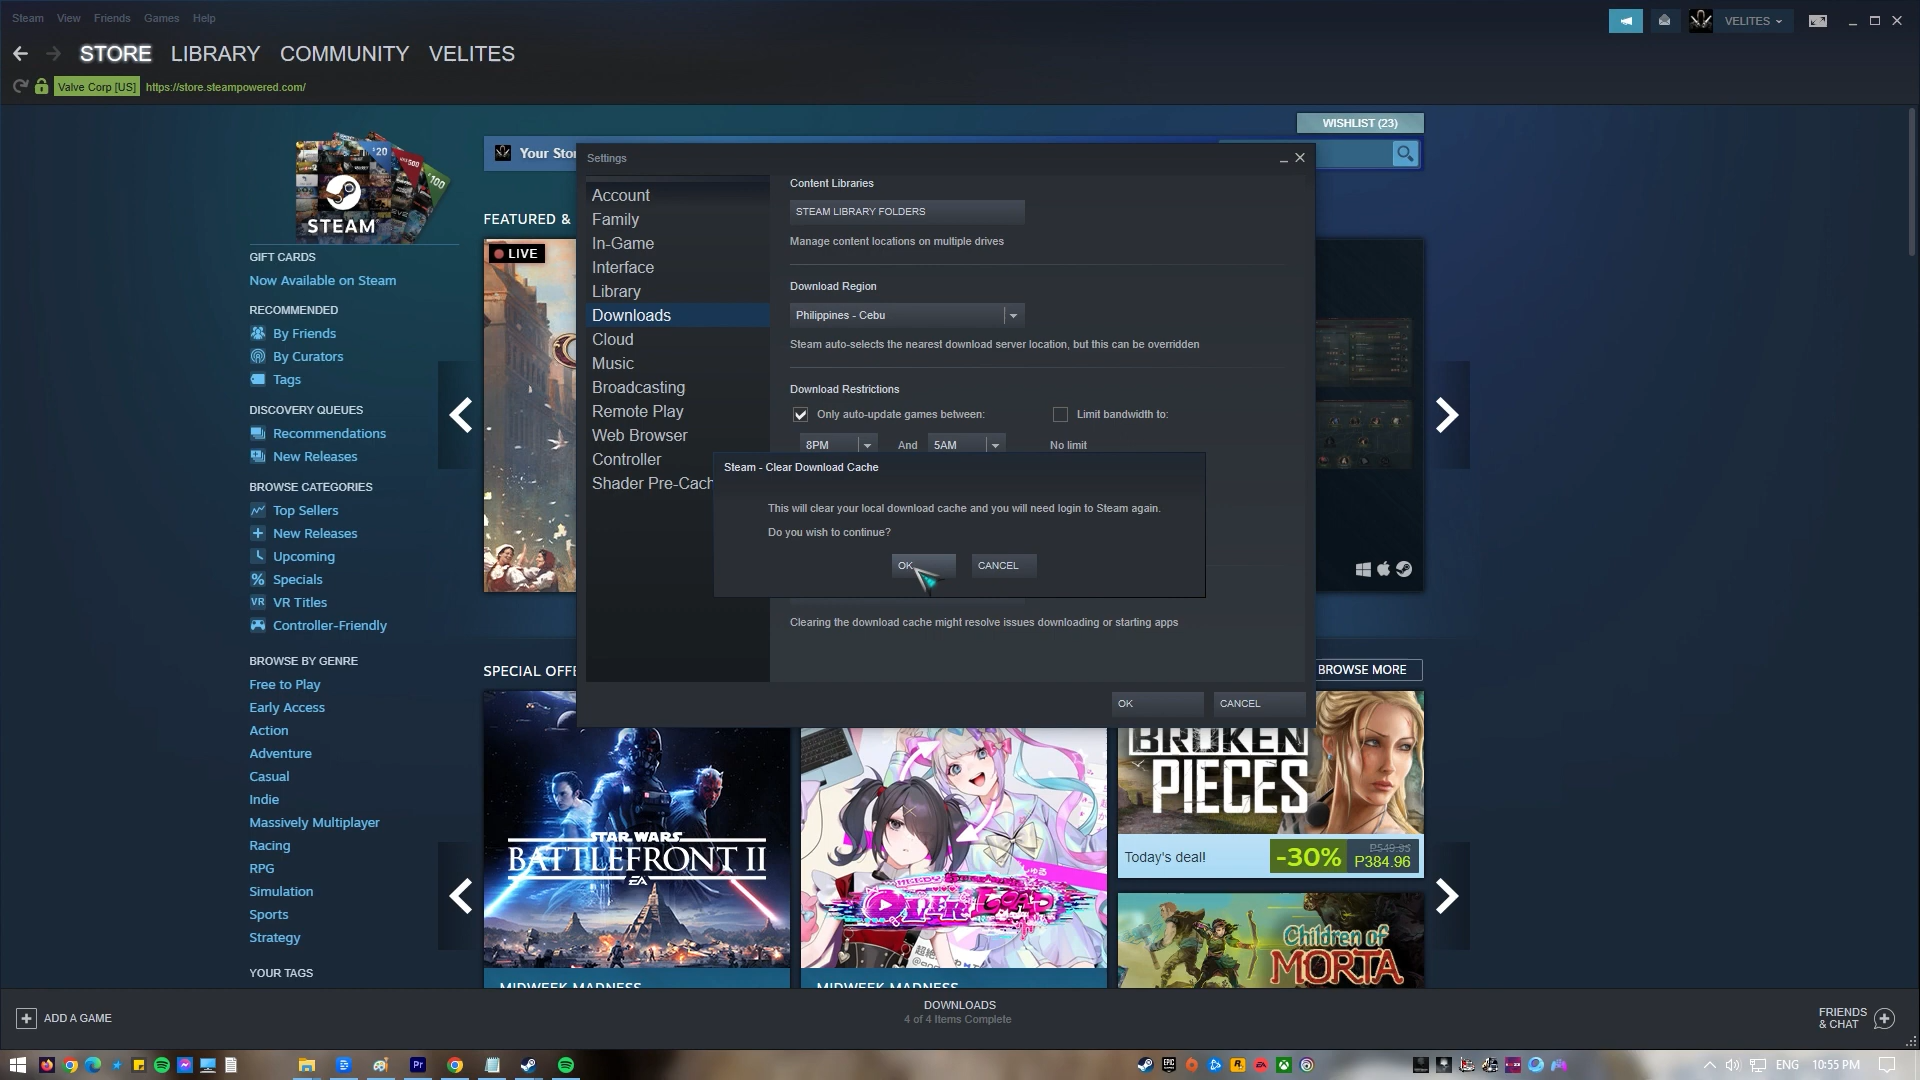 Steam View Friends Games Help
VELITES
STORE LIBRARY COMMUNITY VELITES
Valve Corp [US] https://store.steampowered.com/
WISHLIST (23)
STEAM
GIFT CARDS
Now Available on Steam
RECOMMENDED
By Friends
By Curators
Tags
DISCOVERY QUEUES
Recommendations
New Releases
BROWSE CATEGORIES
Top Sellers
New Releases
Upcoming
Specials
VR Titles
Controller-Friendly
BROWSE BY GENRE
Free to Play
Early Access
Action
Adventure
Casual
Indie
Massively Multiplayer
Racing
RPG
Simulation
Sports
Strategy
YOUR TAGS
Your Stor
FEATURED &
LIVE
Settings
Account
Family
In-Game
Interface
Library
Downloads
Cloud
Music
Broadcasting
Remote Play
Web Browser
Controller
Shader Pre-Cach
Content Libraries
STEAM LIBRARY FOLDERS
Manage content locations on multiple drives
Download Region
Philippines - Cebu
Steam auto-selects the nearest download server location, but this can be overridden
Download Restrictions
Only auto-update games between: Limit bandwidth to:
8PM And 5AM No limit
Steam - Clear Download Cache
This will clear your local download cache and you will need login to Steam again.
Do you wish to continue?
OK CANCEL
Clearing the download cache might resolve issues downloading or starting apps
OK CANCEL
SPECIAL OFFE
BROWSE MORE
STAR WARS
BATTLEFRONT II
EA
MIDWEEK MADNESS
MIDWEEK MADNESS
BROKEN
PIECES
Today's deal! -30% P549.95
P384.96
Children of
MORTA
ADD A GAME
DOWNLOADS
4 of 4 Items Complete
FRIENDS
& CHAT
ENG 10:55 PM